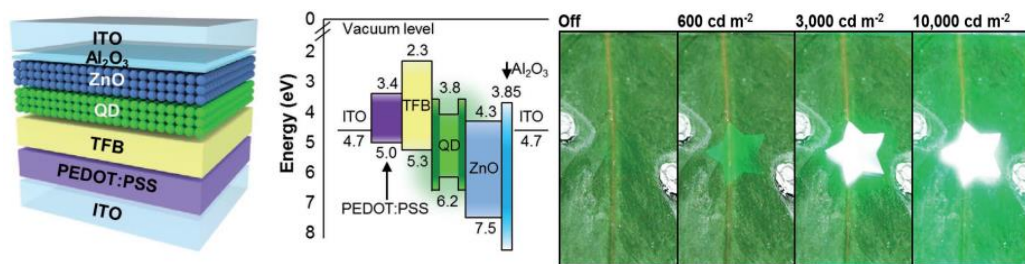 ITO
Al₂O₃
ZnO
QD
TFB
PEDOT:PSS
ITO
Energy (eV)
0
2
3
4
5
6
7
8
Vacuum level
2.3
3.4
TFB
3.8
Al₂O₃
3.85
ITO
4.7
4.3
ITO
4.7
5.0
5.3
QD
ZnO
6.2
PEDOT:PSS
7.5
Off
600 cd m⁻²
3,000 cd m⁻²
10,000 cd m⁻²